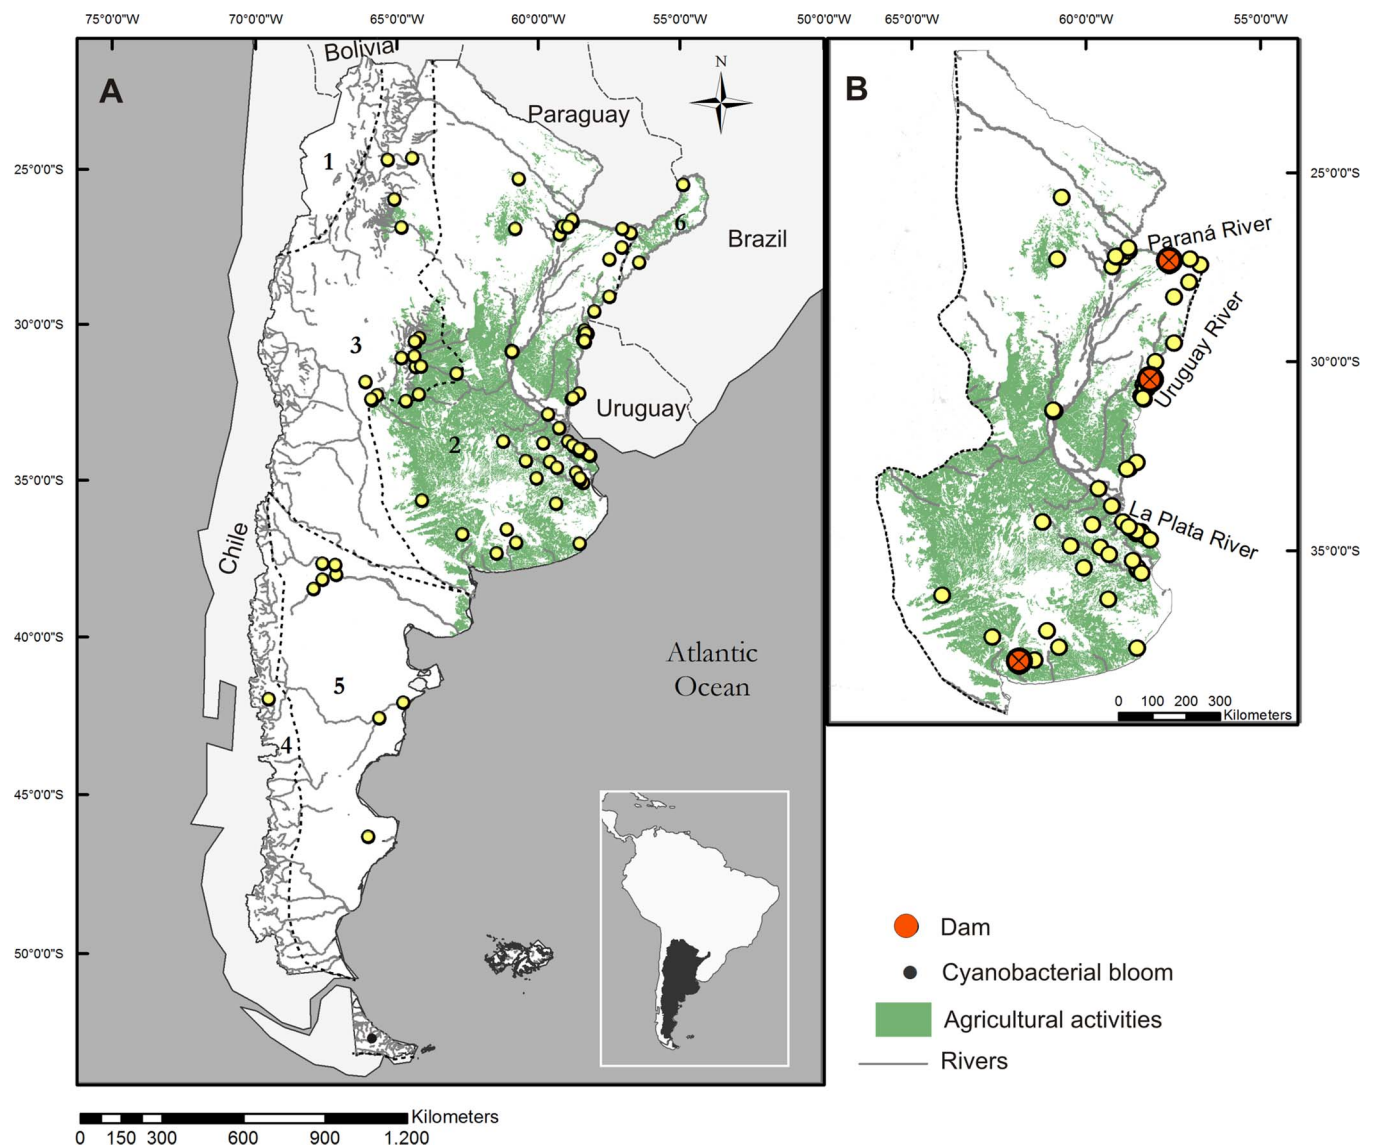 75°0'0"W 70°0'0"W 65°0'0"W 60°0'0"W 55°0'0"W 50°0'0"W
65°0'0"W 60°0'0"W 55°0'0"W
A
Bolivia
N
Paraguay
1
25°0'0"S
6
Brazil
30°0'0"S
3
Uruguay
2
35°0'0"S
Chile
40°0'0"S
5
Atlantic
Ocean
4
45°0'0"S
50°0'0"S
Kilometers
0 150 300 600 900 1.200
B
25°0'0"S
Paraná River
Uruguay River
30°0'0"S
La Plata River
35°0'0"S
0 100 200 300
Kilometers
Dam
Cyanobacterial bloom
Agricultural activities
Rivers